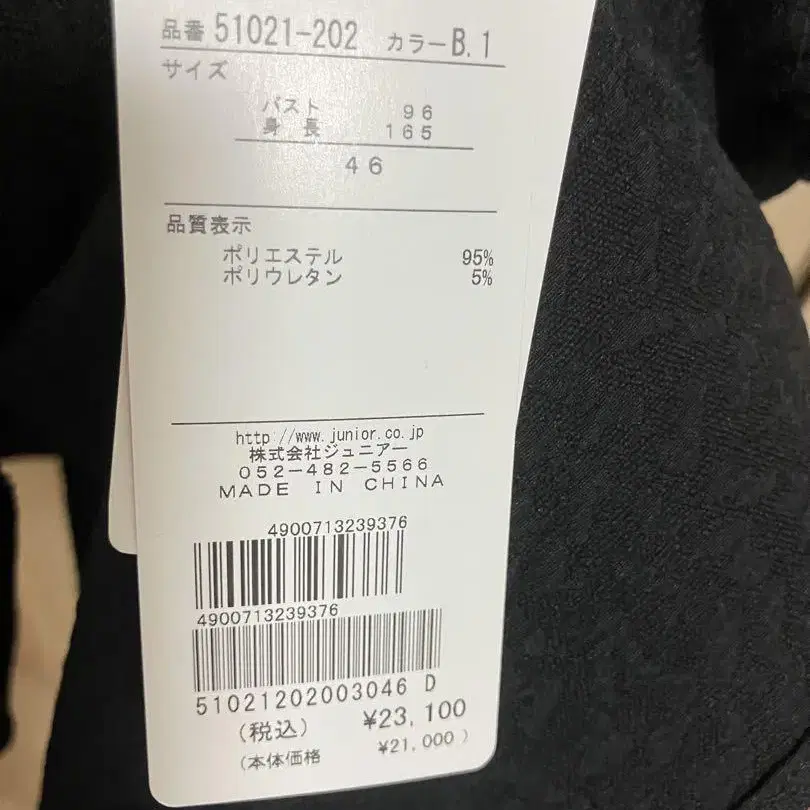 品番 51021-202 カラー B.1
サイズ
バスト 96
身長 165
46
品質表示
ポリエステル 95%
ポリウレタン 5%
http://www.junior.co.jp
株式会社ジュニアー
052-482-5566
MADE IN CHINA
4900713239376
4900713239376
51021202003046 D
(税込) ¥23,100
(本体価格 ¥21,000)